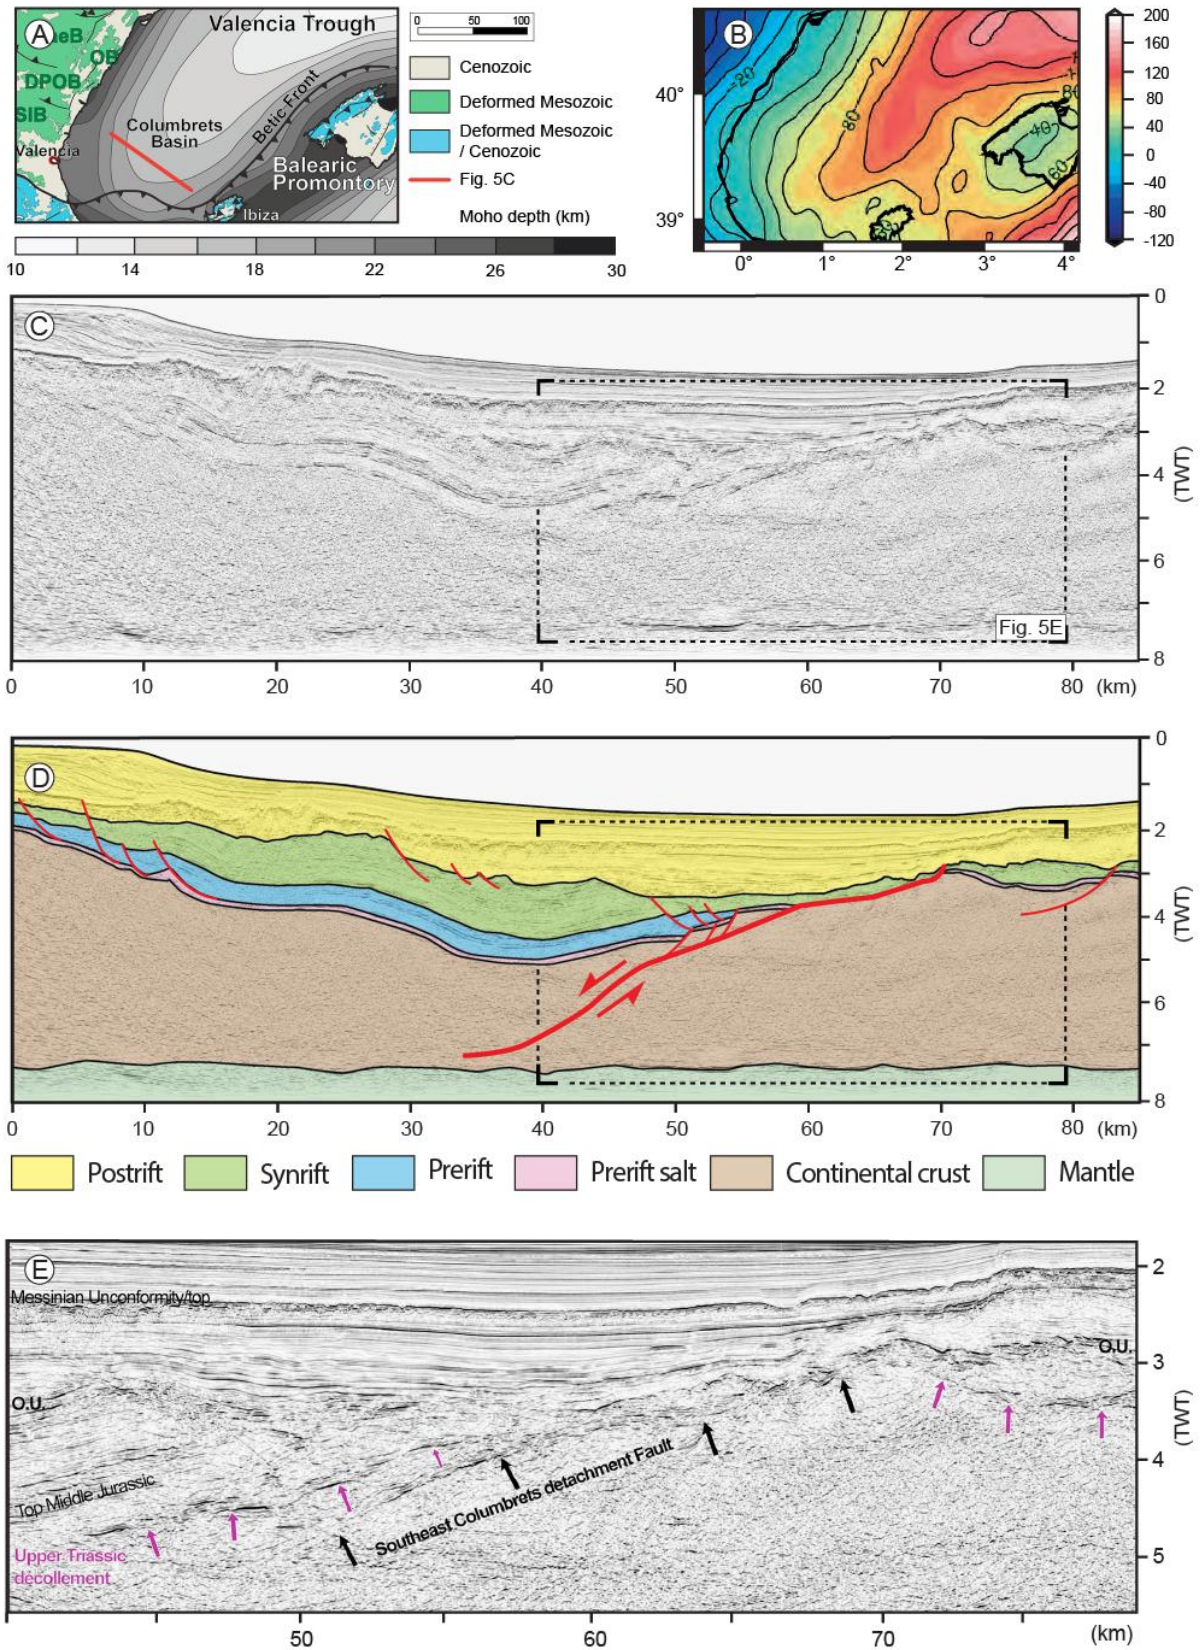 A
Valencia Trough
aeB
OB
DPOB
SIB
Valencia
Columbrets
Basin
Betic Front
Balearic
Promontory
Ibiza
0 50 100
Cenozoic
Deformed Mesozoic
Deformed Mesozoic
/ Cenozoic
Fig. 5C
Moho depth (km)
10 14 18 22 26 30
B
-20
80
80
40
60
40°
39°
0° 1° 2° 3° 4°
200
160
120
80
40
0
-40
-80
-120
C
0
2
4
6
8
(TWT)
Fig. 5E
0 10 20 30 40 50 60 70 80 (km)
D
0
2
4
6
8
(TWT)
0 10 20 30 40 50 60 70 80 (km)
Postrift
Synrift
Prerift
Prerift salt
Continental crust
Mantle
E
Messinian Unconformity/top
O.U.
O.U.
Top Middle Jurassic
Upper Triassic
decollement
Southeast Columbrets detachment Fault
2
3
4
5
(TWT)
50 60 70 (km)